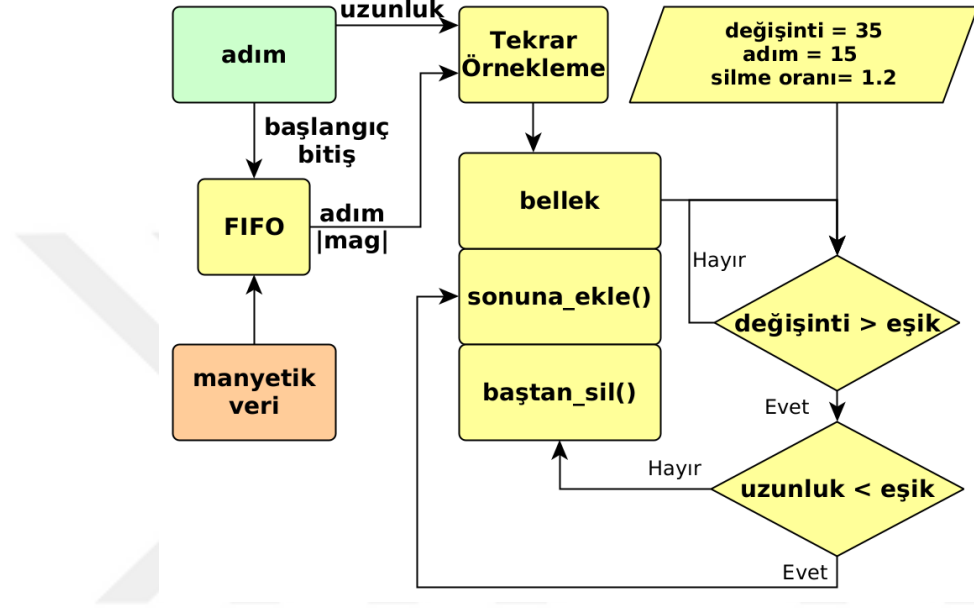 uzunluk
adım
Tekrar
Örnekleme
değişinti = 35
adım = 15
silme oranı= 1.2
başlangıç
bitiş
bellek
FIFO
adım
|mag|
Hayır
sonuna_ekle()
değişinti > eşik
manyetik
veri
baştan_sil()
Evet
Hayır
uzunluk < eşik
Evet